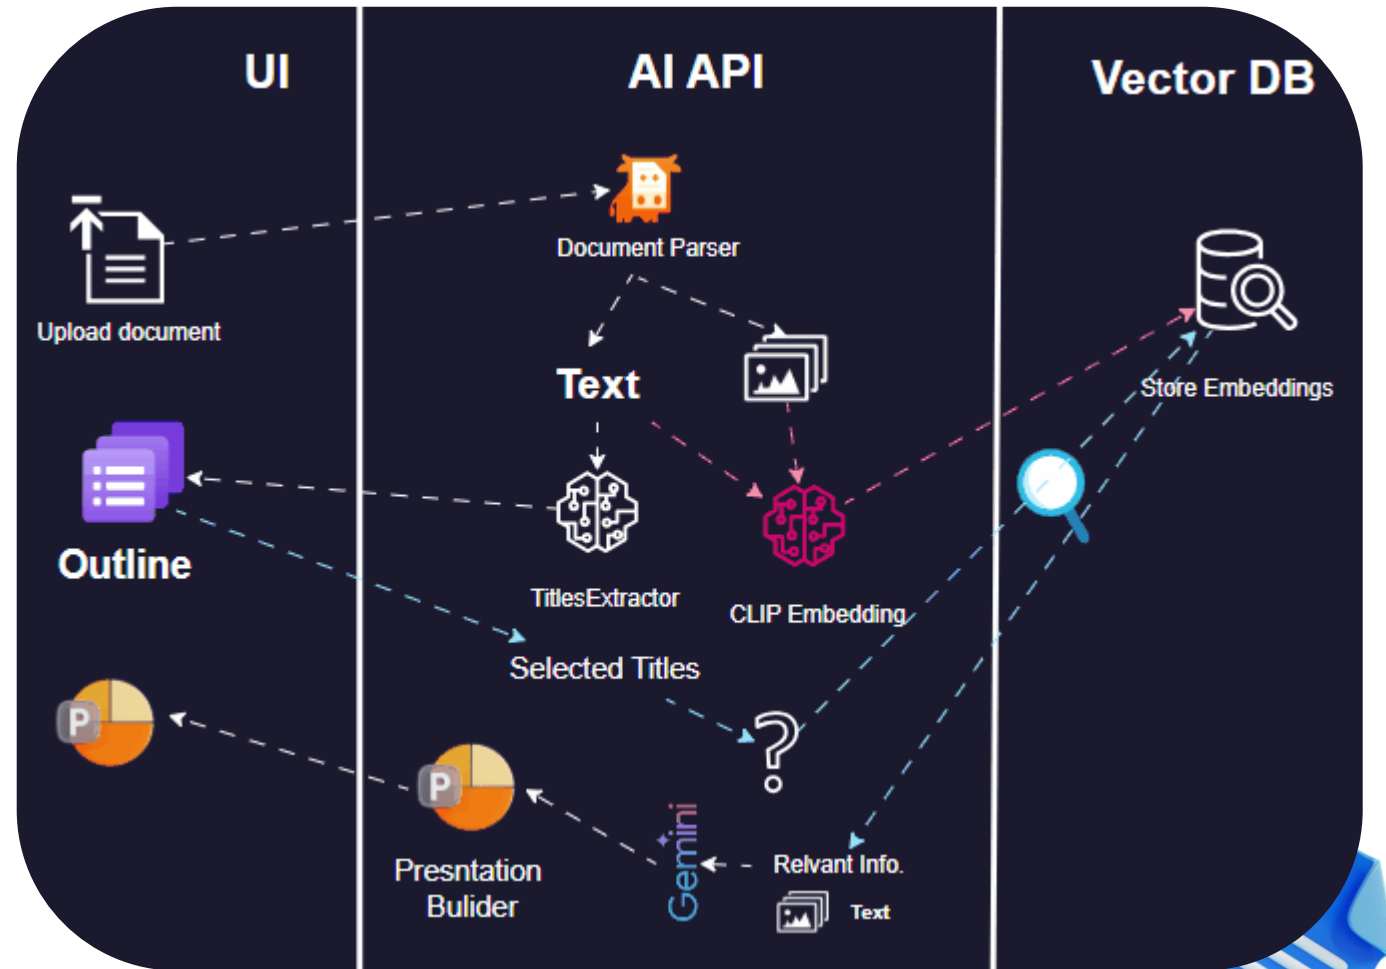 UI
AI API
Vector DB
Document Parser
Upload document
Text
Store Embeddings
Outline
TitlesExtractor
CLIP Embedding
Selected Titles
?
P
P
Gemini
Relvant Info.
Text
Presntation
Bulider